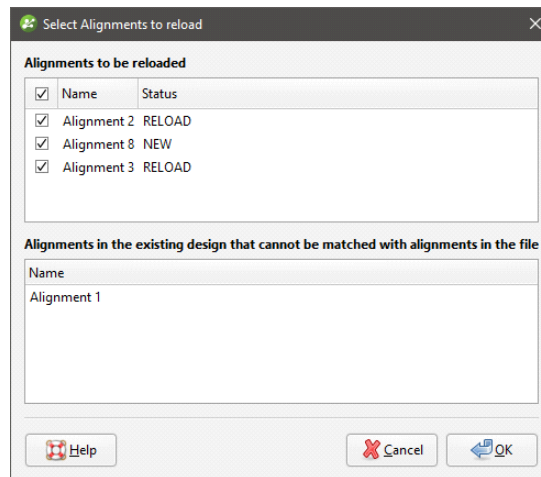 Select Alignments to reload
Alignments to be reloaded
Name Status
Alignment 2 RELOAD
Alignment 8 NEW
Alignment 3 RELOAD
Alignments in the existing design that cannot be matched with alignments in the file
Name
Alignment 1
Help Cancel OK